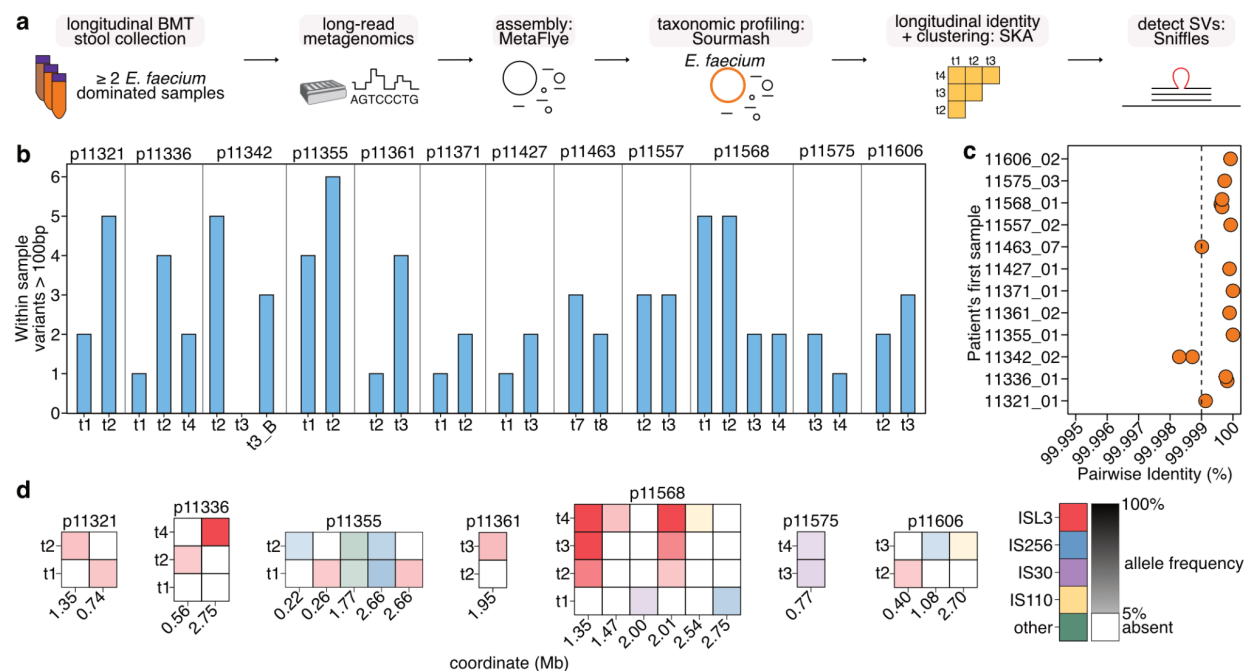 a
longitudinal BMT
stool collection
≥ 2 E. faecium
dominated samples
long-read
metagenomics
AGTCCCTG
assembly:
MetaFlye
taxonomic profiling:
Sourmash
E. faecium
longitudinal identity
+ clustering: SKA
t1 t2 t3
t4
t3
t2
detect SVs:
Sniffles
b
p11321 p11336 p11342 p11355 p11361 p11371 p11427 p11463 p11557 p11568 p11575 p11606
Within sample
variants > 100bp
6
5
4
3
2
1
0
t1 t2 t1 t2 t4 t2 t3 t3_B t1 t2 t2 t3 t1 t2 t1 t3 t7 t8 t2 t3 t1 t2 t3 t4 t3 t4 t2 t3
c
Patient's first sample
11606_02
11575_03
11568_01
11557_02
11463_07
11427_01
11371_01
11361_02
11355_01
11342_02
11336_01
11321_01
99.995 99.996 99.997 99.998 99.999 100
Pairwise Identity (%)
d
p11321
t2
t1
1.35 0.74
p11336
t4
t2
t1
0.56 2.75
p11355
t2
t1
0.22 0.26 1.77 2.66 2.66
p11361
t3
t2
1.95
p11568
t4
t3
t2
t1
1.35 1.47 2.00 2.01 2.54 2.75
p11575
t4
t3
0.77
p11606
t3
t2
0.40 1.08 2.70
coordinate (Mb)
ISL3
IS256
IS30
IS110
other
100%
allele frequency
5%
absent